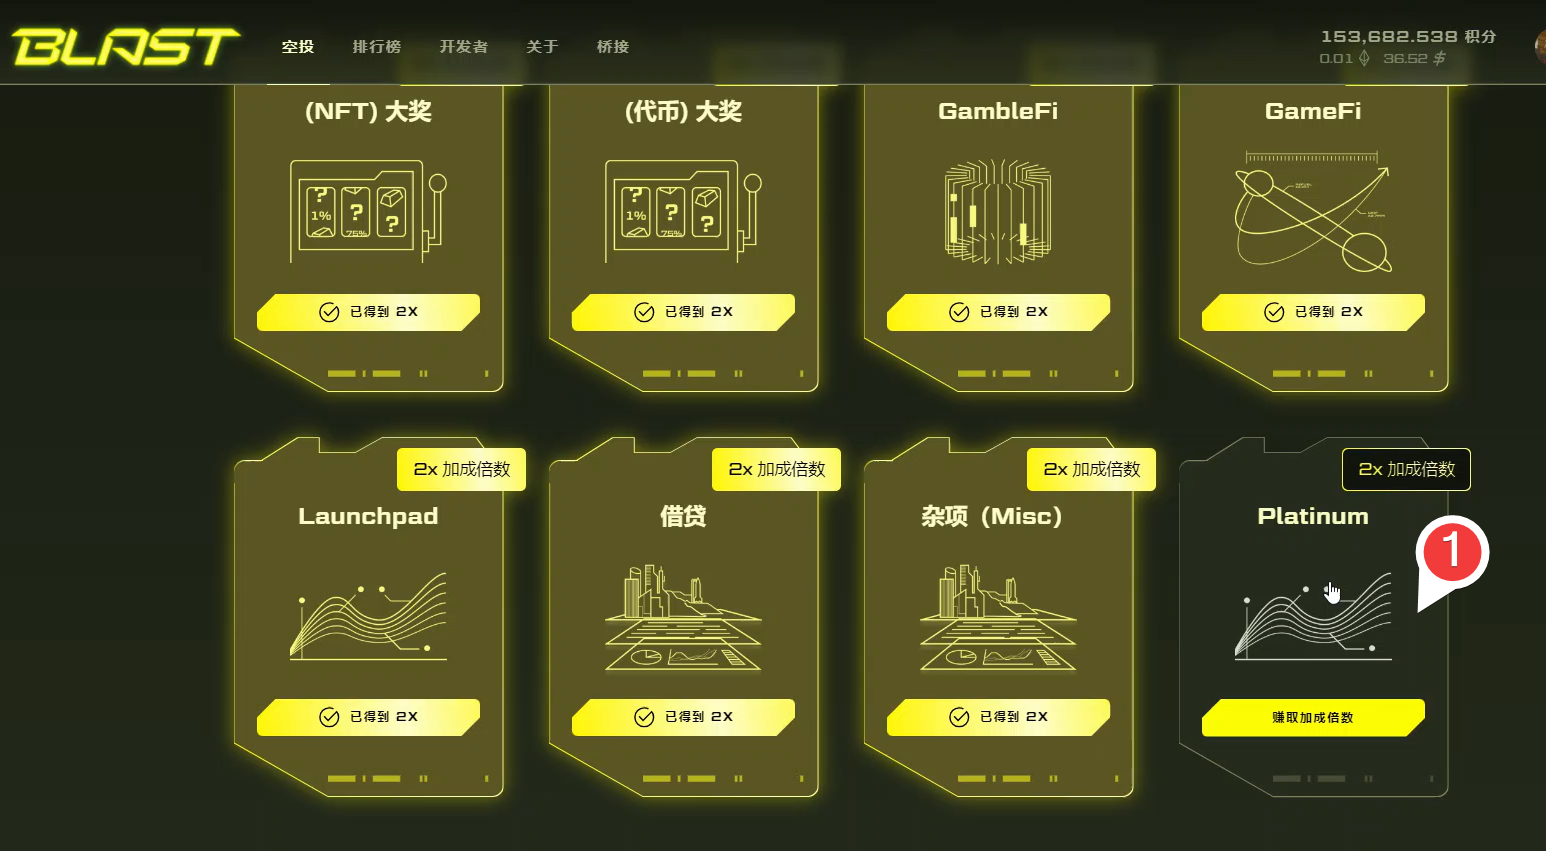 BLAST
空投
排行榜
开发者
关于
桥接
153,682.538 积分
0.01 36.52 $
(NFT) 大奖
(代币) 大奖
GambleFi
GameFi
?
1%
?
75%
?
?
1%
?
75%
?
已得到 2X
已得到 2X
已得到 2X
已得到 2X
2x 加成倍数
2x 加成倍数
2x 加成倍数
2x 加成倍数
Launchpad
借贷
杂项（Misc）
Platinum
1
已得到 2X
已得到 2X
已得到 2X
赚取加成倍数